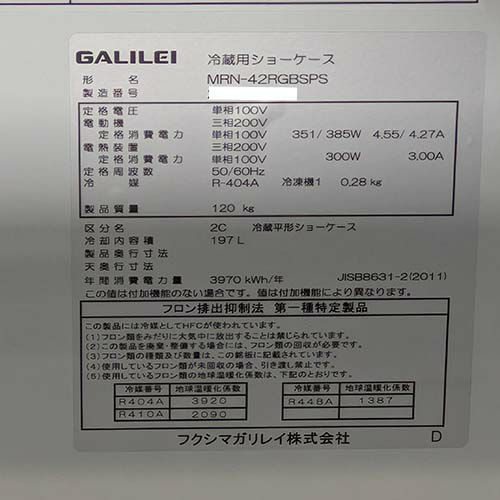 GALILEI 冷蔵用ショーケース
形 名 MRN-42RGBSPS
製造番号
定格電圧 単相100V
電動機 三相200V
定格消費電力 単相100V 351/385W 4.55/4.27A
電熱装置 三相200V
定格消費電力 単相100V 300W 3.00A
定格周波数 50/60Hz
冷 媒 R-404A 冷凍機1 0.28 kg
製品質量 120 kg
区分名 2C 冷蔵平形ショーケース
冷却内容積 197 L
製品奥行寸法
天奥行寸法
年間消費電力量 3970 kWh/年 JISB8631-2(2011)
この値は付加機能のない場合です。値は付加機能により異なります。
フロン排出抑制法 第一種特定製品
この製品には冷媒としてHFCが使われています。
(1)フロン類をみだりに大気中に放出することは禁じられています。
(2)この製品を廃棄・整備する場合は、フロン類の回収が必要です。
(3)フロン類の種類及び数量は、この銘板に記載されています。
(4)使用しているフロン類が未回収の場合、引き渡し禁止です。
(5)使用しているフロン類の地球温暖化係数は、下記のとおりです。
冷媒番号 地球温暖化係数 冷媒番号 地球温暖化係数
R404A 3920 R448A 1387
R410A 2090
フクシマガリレイ株式会社 D